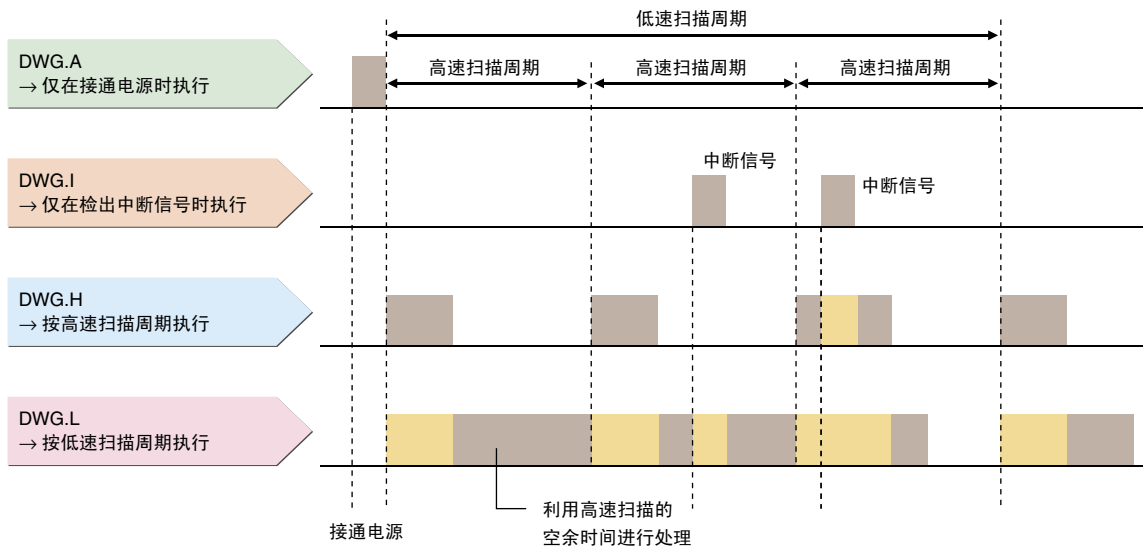 低速扫描周期
DWG.A
→ 仅在接通电源时执行
高速扫描周期
高速扫描周期
高速扫描周期
DWG.I
→ 仅在检出中断信号时执行
中断信号
中断信号
DWG.H
→ 按高速扫描周期执行
DWG.L
→ 按低速扫描周期执行
接通电源
利用高速扫描的
空余时间进行处理